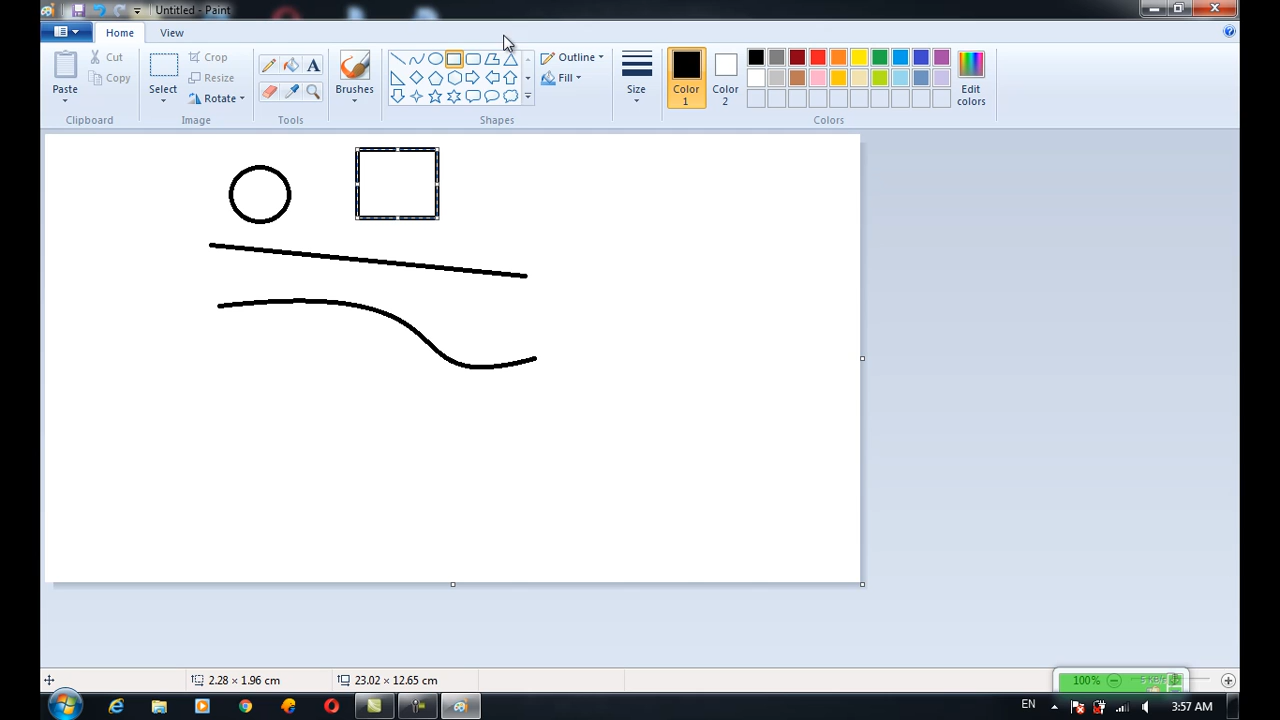 Untitled - Paint
Home View
Paste Cut Copy
Clipboard
Select Crop Resize Rotate
Image
A
Tools
Brushes
Outline Fill
Shapes
Size
Color 1
Color 2
Edit colors
Colors
2.28 × 1.96 cm 23.02 × 12.65 cm 100%
EN 3:57 AM